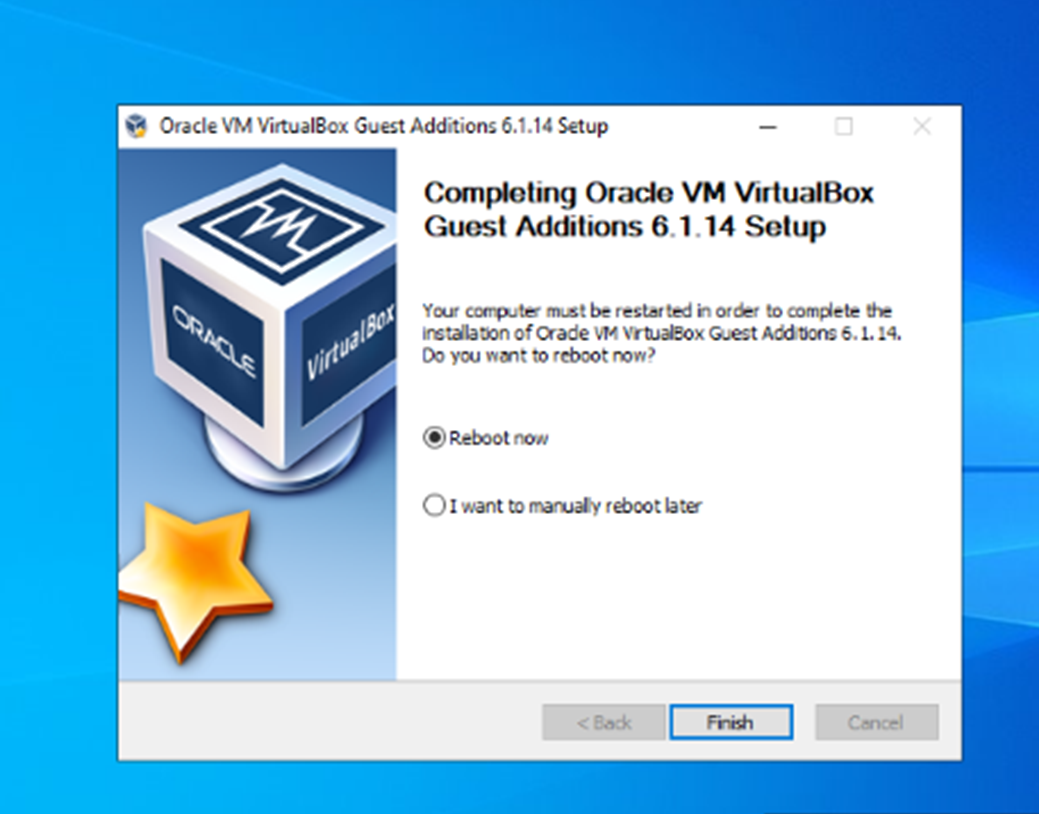 Oracle VM VirtualBox Guest Additions 6.1.14 Setup
ORACLE
VirtualBox
Completing Oracle VM VirtualBox
Guest Additions 6.1.14 Setup
Your computer must be restarted in order to complete the
installation of Oracle VM VirtualBox Guest Additions 6.1.14.
Do you want to reboot now?
Reboot now
I want to manually reboot later
< Back
Finish
Cancel